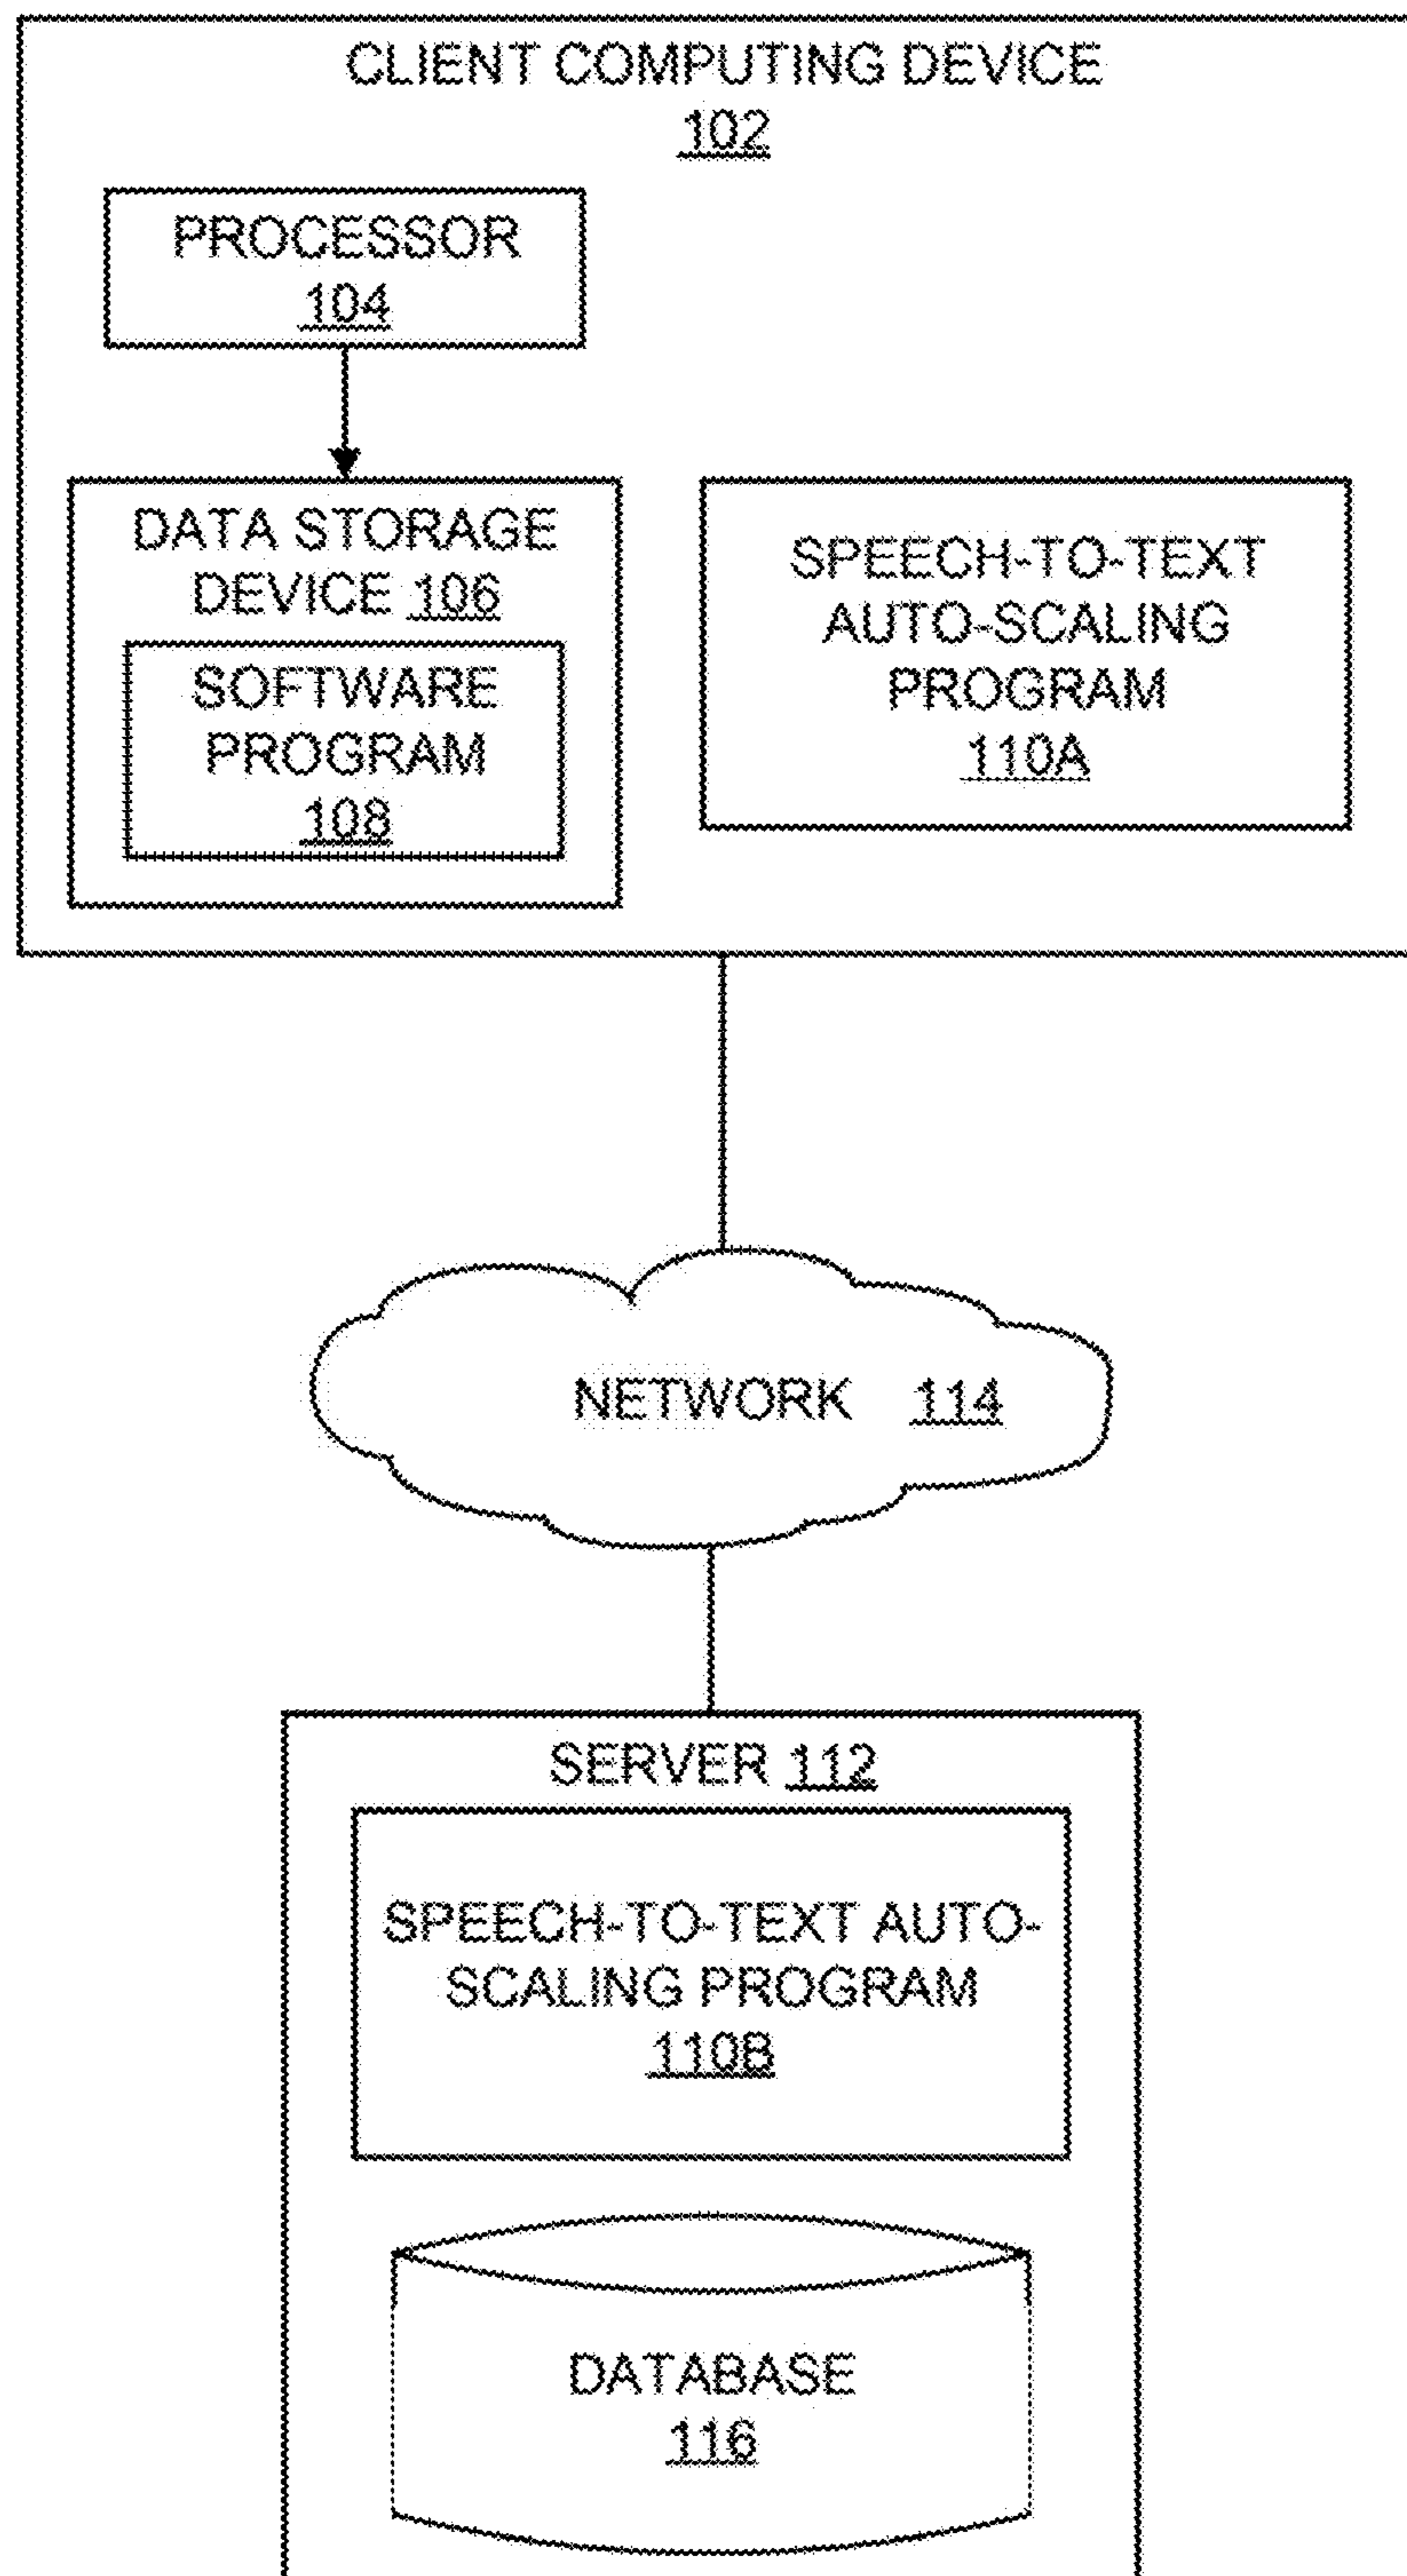 CLIENT COMPUTING DEVICE
102
PROCESSOR
104
DATA STORAGE
DEVICE 106
SOFTWARE
PROGRAM
108
SPEECH-TO-TEXT
AUTO-SCALING
PROGRAM
110A
NETWORK 114
SERVER 112
SPEECH-TO-TEXT AUTO-
SCALING PROGRAM
110B
DATABASE
116